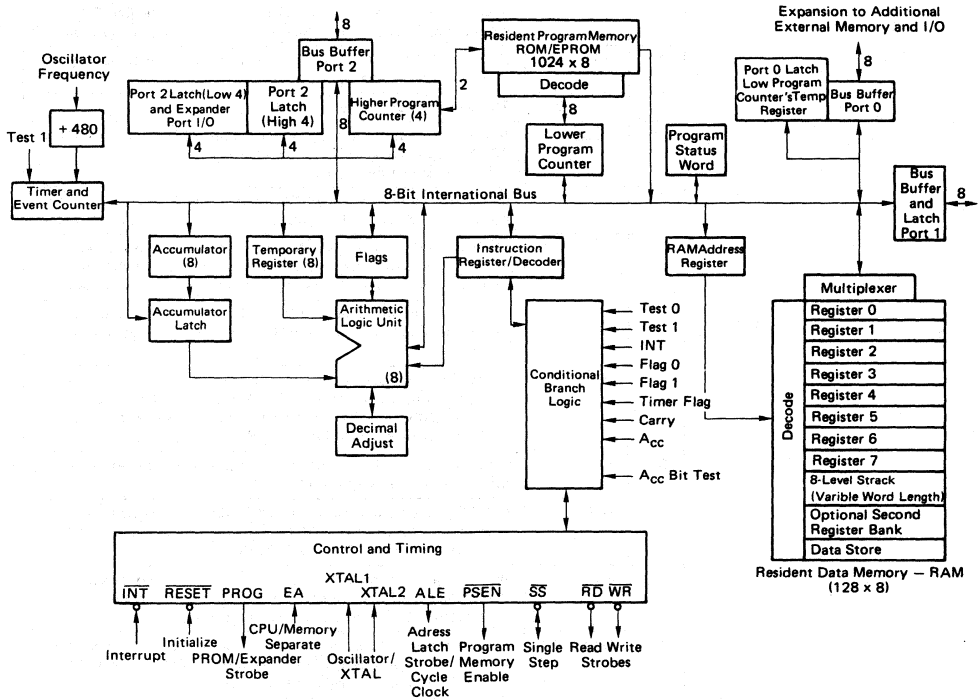 Expansion to Additional
External Memory and I/O
8
8
Oscillator
Frequency
Bus Buffer
Port 2
Resident Program Memory
ROM/EPROM
1024 x 8
Decode
2
8
Port 2 Latch(Low 4)
and Expander
Port I/O
Port 2
Latch
(High 4)
8
Higher Program
Counter (4)
Port 0 Latch
Low Program
Counter'sTemp
Register
Bus Buffer
Port 0
Test 1
+ 480
4
4
4
Lower
Program
Counter
Program
Status
Word
Timer and
Event Counter
8-Bit International Bus
Bus
Buffer
and
Latch
Port 1
8
Accumulator
(8)
Temporary
Register (8)
Flags
Instruction
Register/Decoder
RAMAddress
Register
Accumulator
Latch
Arithmetic
Logic Unit
(8)
Decimal
Adjust
Conditional
Branch
Logic
Test 0
Test 1
INT
Flag 0
Flag 1
Timer Flag
Carry
ACC
ACC Bit Test
Multiplexer
Decode
Register 0
Register 1
Register 2
Register 3
Register 4
Register 5
Register 6
Register 7
8-Level Strack
(Varible Word Length)
Optional Second
Register Bank
Data Store
Resident Data Memory — RAM
(128 x 8)
Control and Timing
XTAL1
INT RESET PROG EA XTAL2 ALE PSEN SS RD WR
Interrupt
Initialize
PROM/Expander
Strobe
CPU/Memory
Separate
Oscillator/
XTAL
Adress
Latch
Strobe/
Cycle
Clock
Program
Memory
Enable
Single
Step
Read Write
Strobes